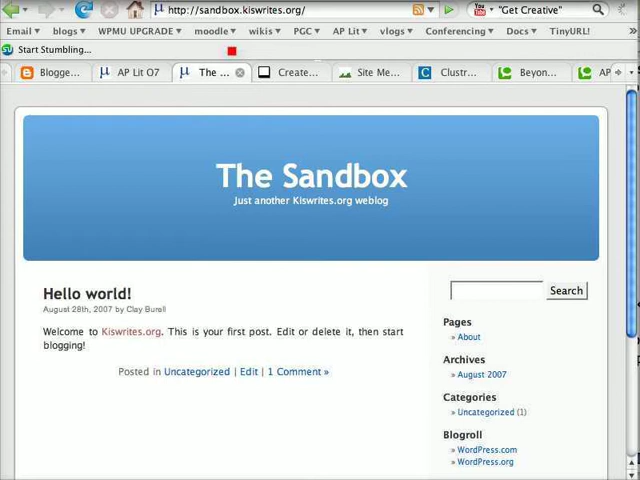 http://sandbox.kiswrites.org/
"Get Creative"
Email blogs WPMU UPGRADE moodle wikis PGC AP Lit vlogs Conferencing Docs TinyURL!
Start Stumbling...
Blogge... AP Lit O7 The ... Create... Site Me... Clustr... Beyon... AP
The Sandbox
Just another Kiswrites.org weblog
Hello world!
August 28th, 2007 by Clay Burell
Welcome to Kiswrites.org. This is your first post. Edit or delete it, then start
blogging!
Posted in Uncategorized | Edit | 1 Comment »
Search
Pages
» About
Archives
» August 2007
Categories
» Uncategorized (1)
Blogroll
» WordPress.com
» WordPress.org